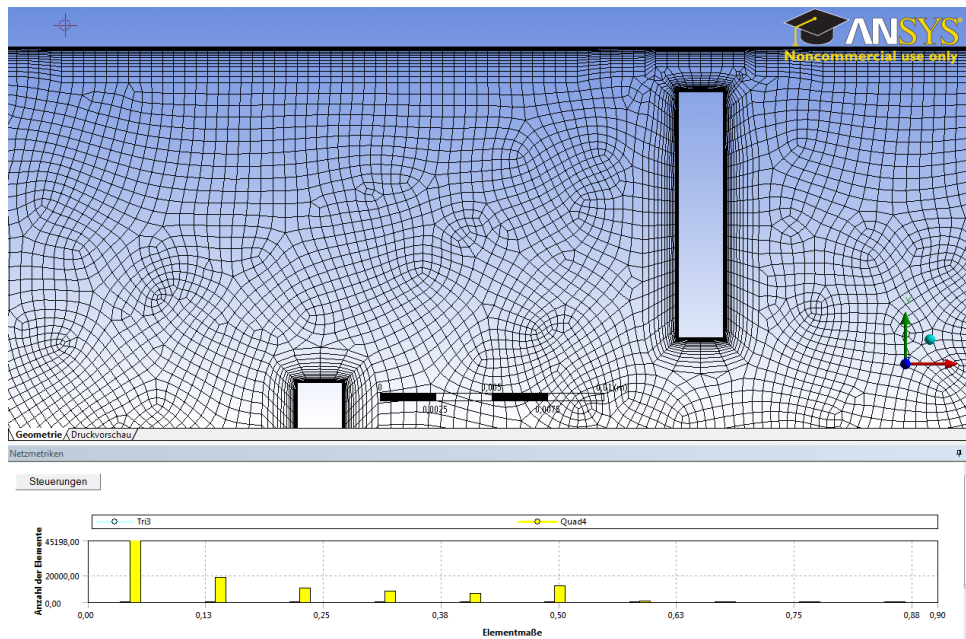 ANSYS
Noncommercial use only
Y
0
0,005
0,01 (m)
0,0025
0,0075
Geometrie Druckvorschau
Netzmetriken
Steuerungen
Tri3
Quad4
Anzahl der Elemente
45198,00
20000,00
0,00
0,00 0,13 0,25 0,38 0,50 0,63 0,75 0,88 0,90
Elementmaße